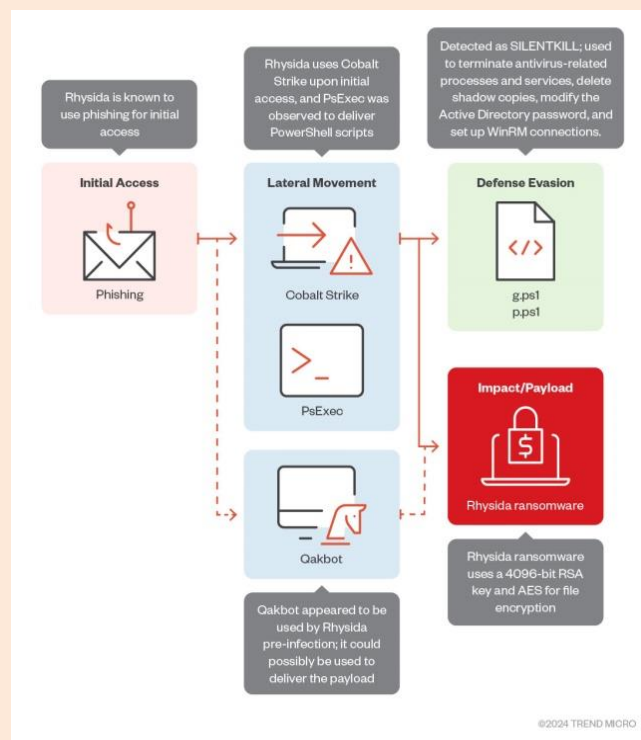 Rhysida is known to
use phishing for initial
access
Rhysida uses Cobalt
Strike upon initial
access, and PsExec was
observed to deliver
PowerShell scripts
Detected as SILENTKILL; used
to terminate antivirus-related
processes and services, delete
shadow copies, modify the
Active Directory password, and
set up WinRM connections.
Initial Access
Phishing
Lateral Movement
Cobalt Strike
PsExec
Defense Evasion
g.ps1
p.ps1
Impact/Payload
Rhysida ransomware
Rhysida ransomware
uses a 4096-bit RSA
key and AES for file
encryption
Qakbot
Qakbot appeared to be
used by Rhysida
pre-infection; it could
possibly be used to
deliver the payload
©2024 TREND MICRO